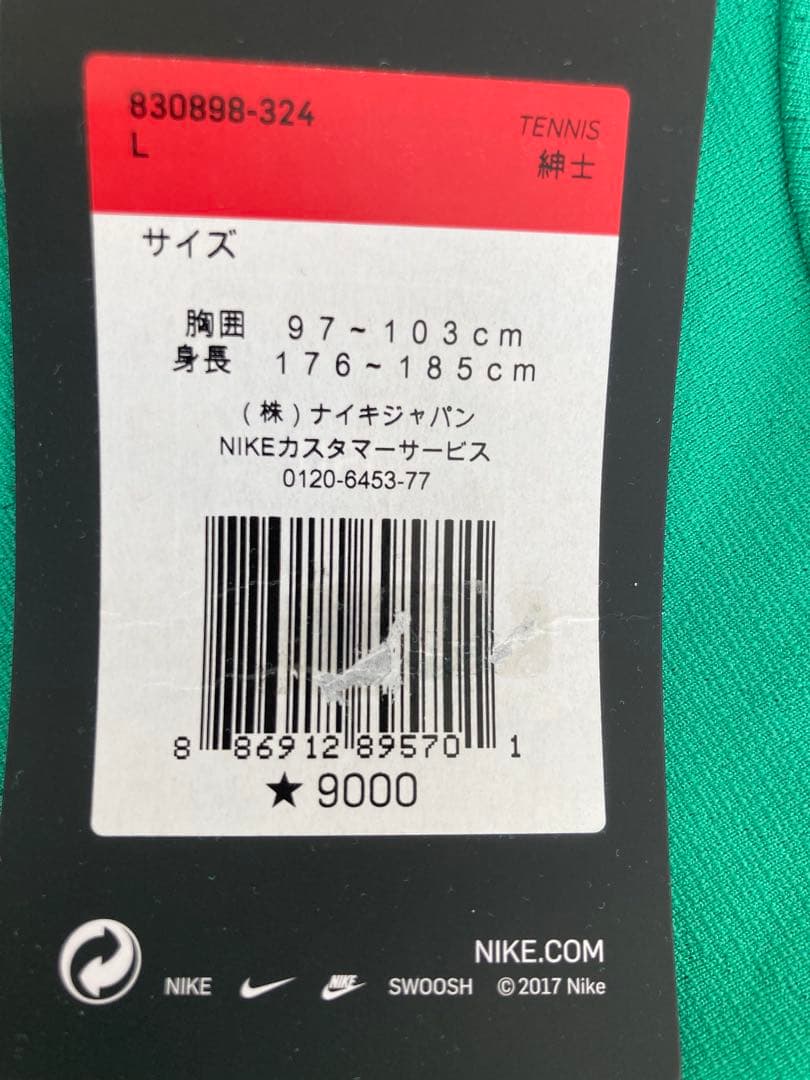 830898-324
L
TENNIS
紳士
サイズ
胸囲 97~103cm
身長 176~185cm
(株)ナイキジャパン
NIKEカスタマーサービス
0120-6453-77
8 86912 89570 1
★ 9000
NIKE.COM
NIKE NIKE SWOOSH ©2017 Nike